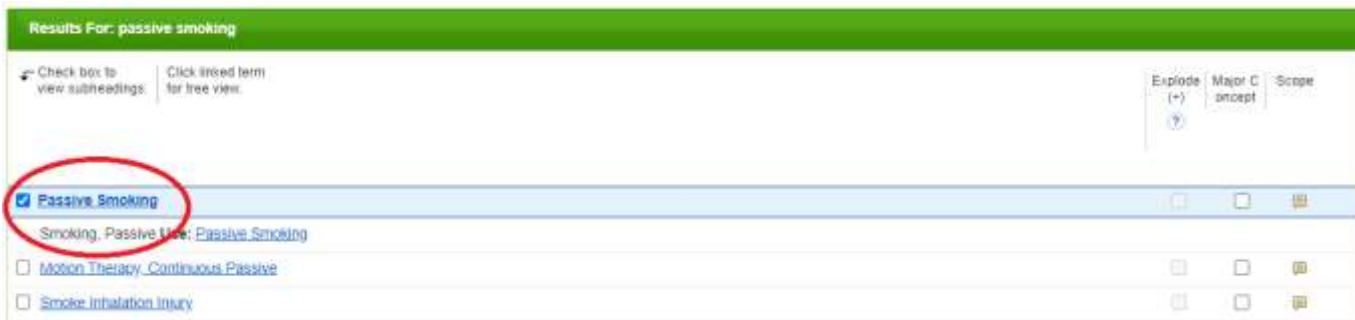 Results For: passive smoking
Check box to
view subheadings.
Click linked term
for tree view.
Explode
(+)
?
Major C
oncept
Scope
Passive Smoking
Smoking, Passive Use: Passive Smoking
Motion Therapy, Continuous Passive
Smoke Inhalation Injury